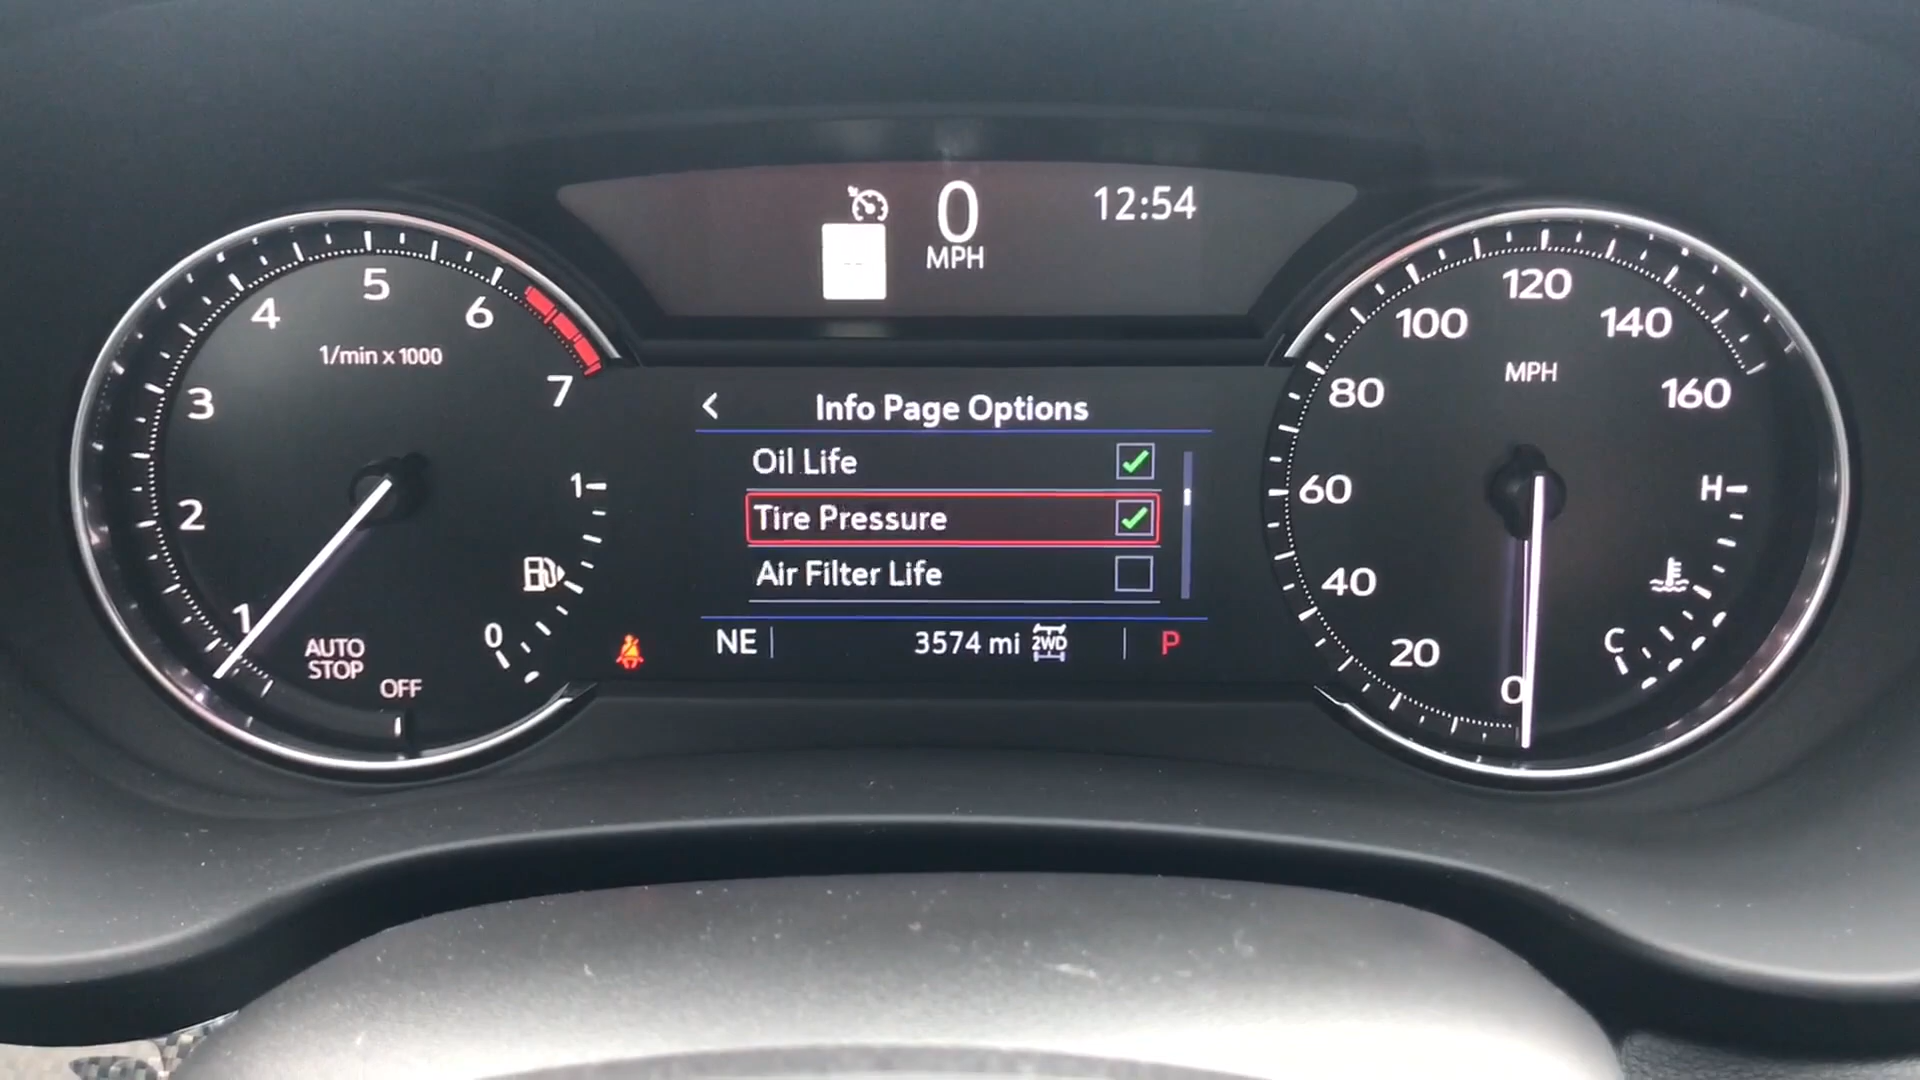 0
MPH
12:54
1
2
3
4
5
6
7
1/min x 1000
AUTO
STOP
OFF
1
0
< Info Page Options
Oil Life
Tire Pressure
Air Filter Life
NE
3574 mi
2WD
P
0
20
40
60
80
100
120
140
160
MPH
H
C